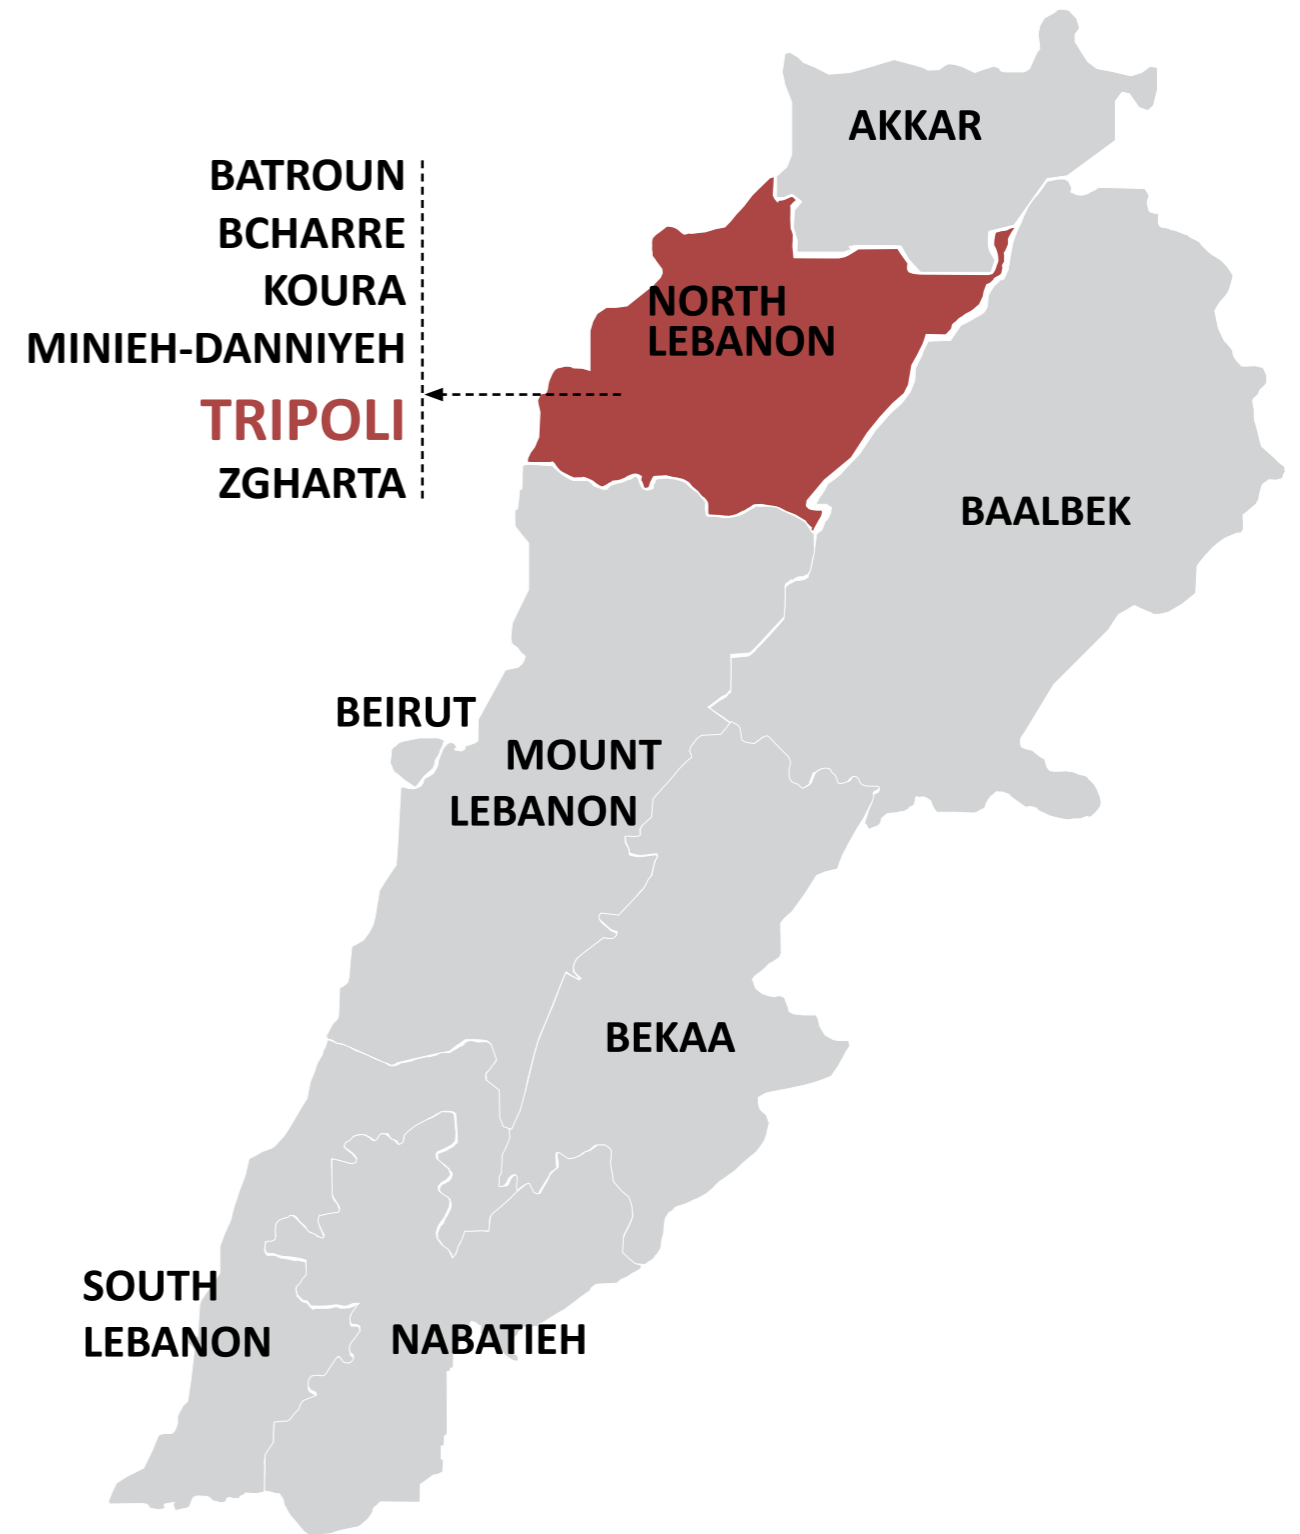 AKKAR
BATROUN
BCHARRE
KOURA
MINIEH-DANNIYEH
TRIPOLI
ZGHARTA
NORTH
LEBANON
BAALBEK
BEIRUT
MOUNT
LEBANON
BEKAA
SOUTH
LEBANON
NABATIEH